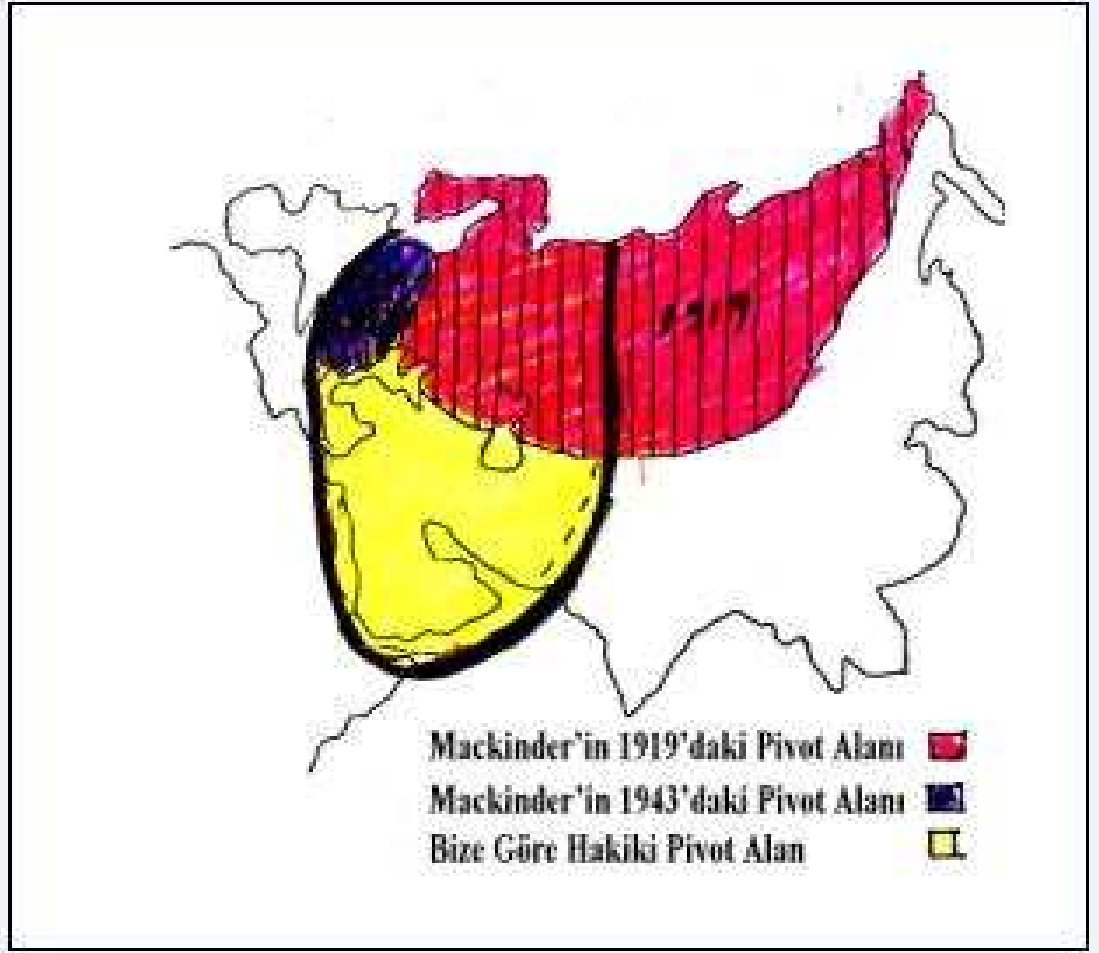 Mackinder'in 1919'daki Pivot Alanı
Mackinder'in 1943'daki Pivot Alanı
Bize Göre Hakiki Pivot Alan